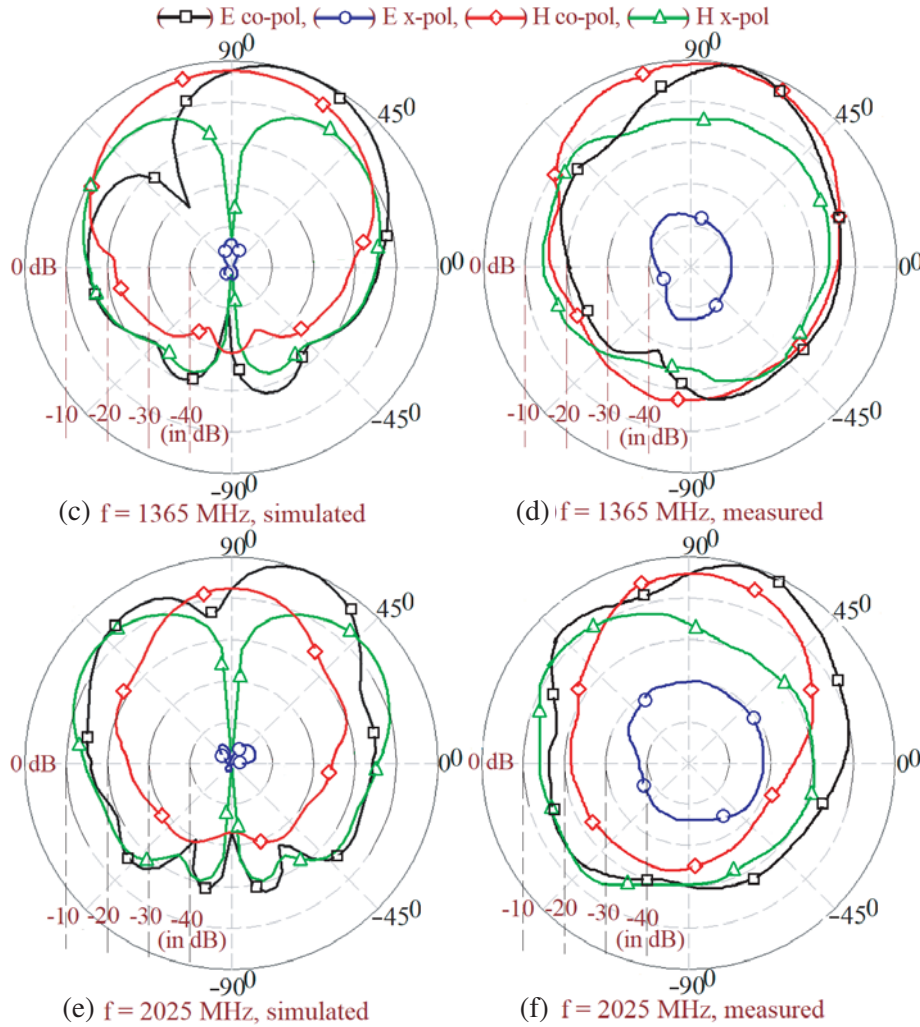 (—□—) E co-pol, (—○—) E x-pol, (—◇—) H co-pol, (—△—) H x-pol
90⁰ 90⁰
45⁰ 45⁰
0 dB 0⁰ 0 dB 0⁰
-10 -20 -30 -40 -10 -20 -30 -40
(in dB) (in dB)
-45⁰ -45⁰
-90⁰ -90⁰
(c) f = 1365 MHz, simulated (d) f = 1365 MHz, measured
90⁰ 90⁰
45⁰ 45⁰
0 dB 0⁰ 0 dB 0⁰
-45⁰ -45⁰
-10 -20 -30 -40 -10 -20 -30 -40
(in dB) (in dB)
-90⁰ -90⁰
(e) f = 2025 MHz, simulated (f) f = 2025 MHz, measured